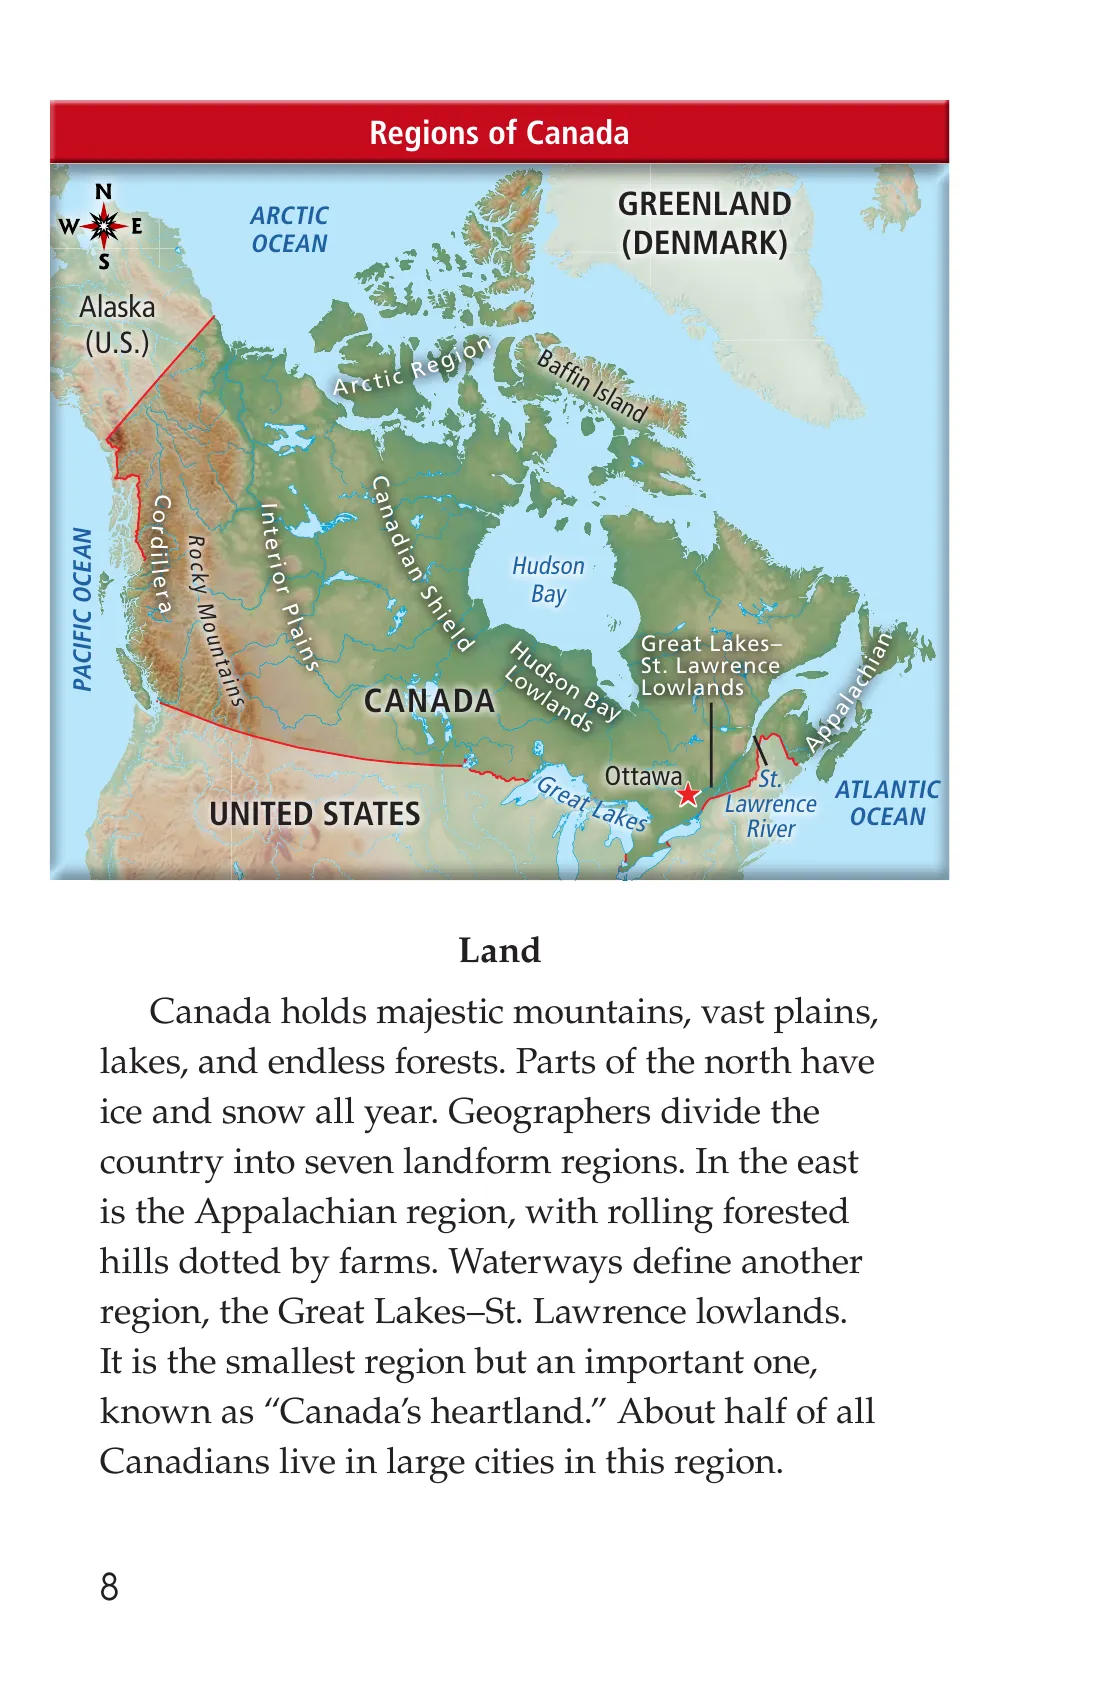 Regions of Canada
N
W E
S
ARCTIC
OCEAN
GREENLAND
(DENMARK)
Alaska
(U.S.)
Arctic Region
Baffin Island
Cordillera
Rocky Mountains
Interior Plains
Canadian Shield
PACIFIC OCEAN
Hudson
Bay
Hudson Bay
Lowlands
Great Lakes–
St. Lawrence
Lowlands
Appalachian
CANADA
Ottawa
Great Lakes
St.
Lawrence
River
ATLANTIC
OCEAN
UNITED STATES
Land
Canada holds majestic mountains, vast plains,
lakes, and endless forests. Parts of the north have
ice and snow all year. Geographers divide the
country into seven landform regions. In the east
is the Appalachian region, with rolling forested
hills dotted by farms. Waterways define another
region, the Great Lakes–St. Lawrence lowlands.
It is the smallest region but an important one,
known as “Canada’s heartland.” About half of all
Canadians live in large cities in this region.
8